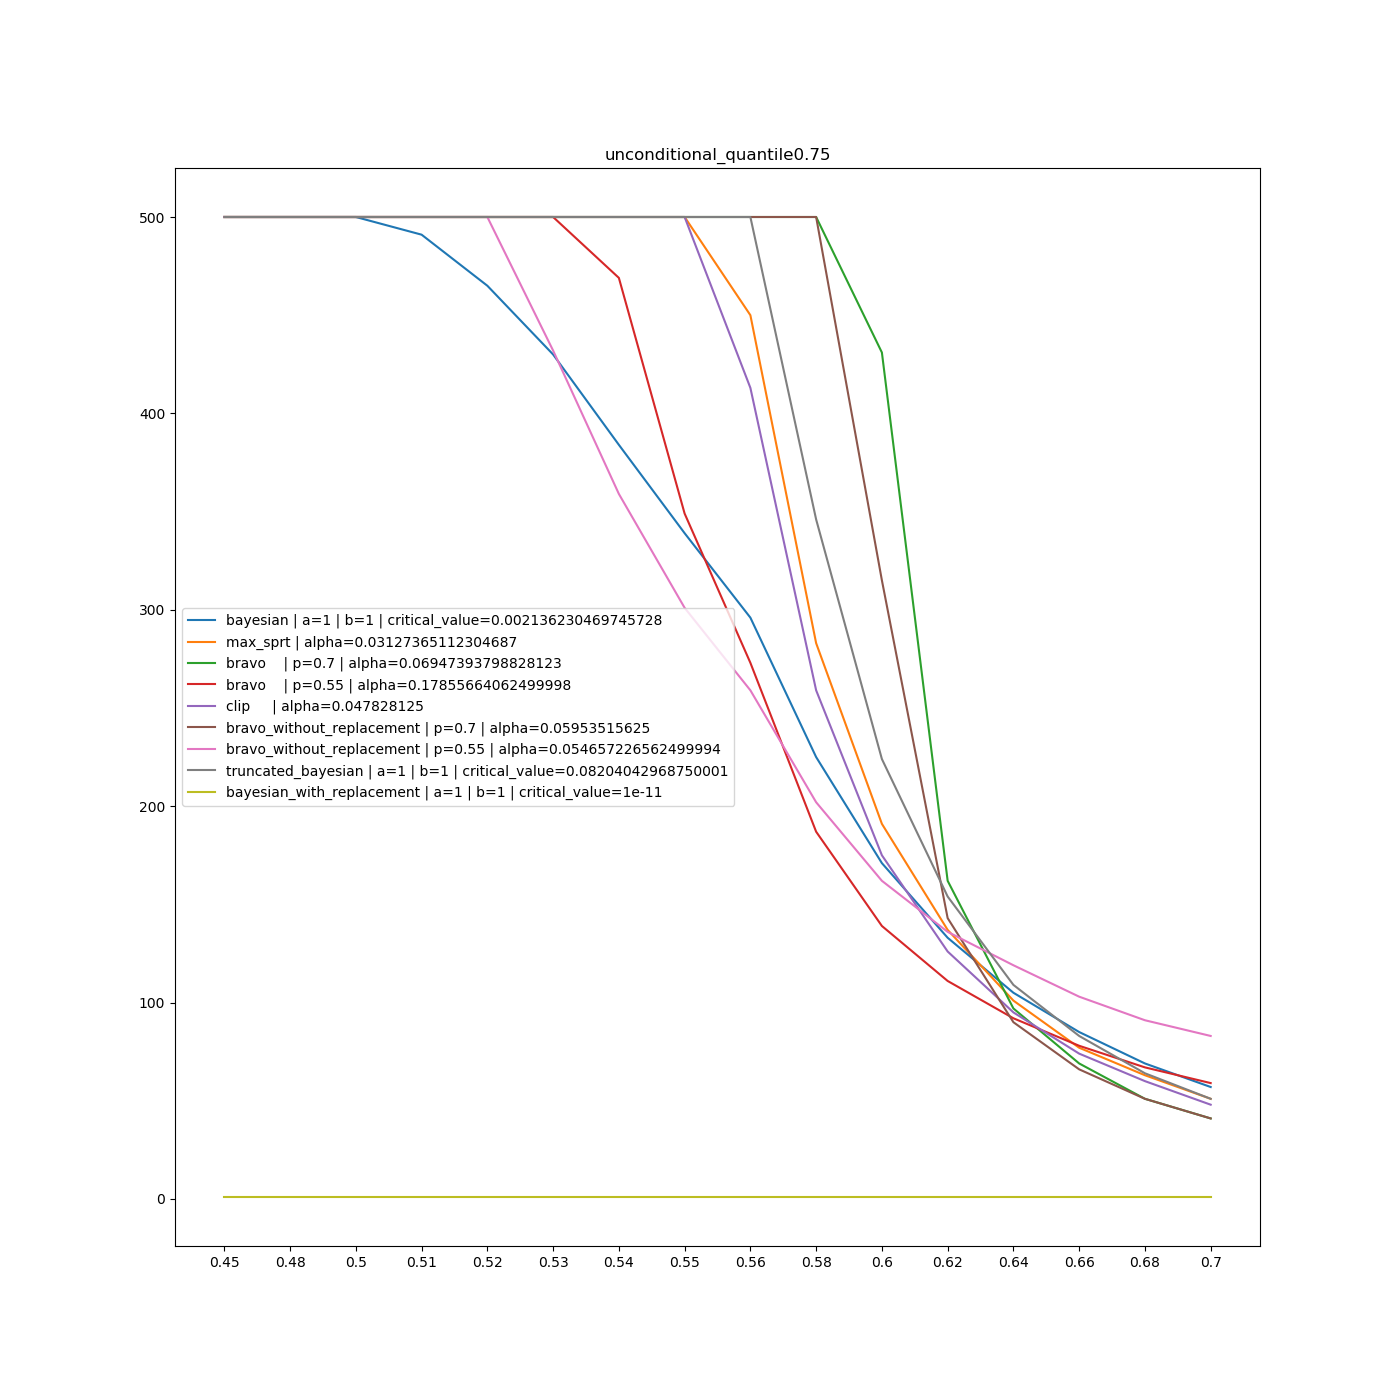 unconditional_quantile0.75
500
400
300
200
100
0
bayesian | a=1 | b=1 | critical_value=0.002136230469745728
max_sprt | alpha=0.03127365112304687
bravo    | p=0.7 | alpha=0.06947393798828123
bravo    | p=0.55 | alpha=0.17855664062499998
clip     | alpha=0.047828125
bravo_without_replacement | p=0.7 | alpha=0.05953515625
bravo_without_replacement | p=0.55 | alpha=0.054657226562499994
truncated_bayesian | a=1 | b=1 | critical_value=0.08204042968750001
bayesian_with_replacement | a=1 | b=1 | critical_value=1e-11
0.45 0.48 0.5 0.51 0.52 0.53 0.54 0.55 0.56 0.58 0.6 0.62 0.64 0.66 0.68 0.7